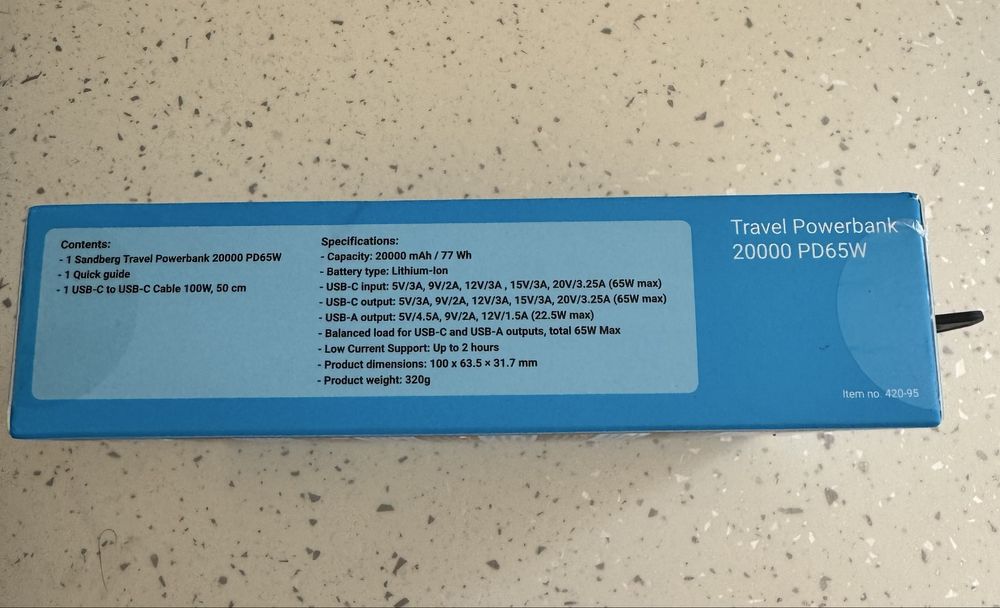 Contents:
- 1 Sandberg Travel Powerbank 20000 PD65W
- 1 Quick guide
- 1 USB-C to USB-C Cable 100W, 50 cm
Specifications:
- Capacity: 20000 mAh / 77 Wh
- Battery type: Lithium-Ion
- USB-C input: 5V/3A, 9V/2A, 12V/3A , 15V/3A, 20V/3.25A (65W max)
- USB-C output: 5V/3A, 9V/2A, 12V/3A, 15V/3A, 20V/3.25A (65W max)
- USB-A output: 5V/4.5A, 9V/2A, 12V/1.5A (22.5W max)
- Balanced load for USB-C and USB-A outputs, total 65W Max
- Low Current Support: Up to 2 hours
- Product dimensions: 100 x 63.5 × 31.7 mm
- Product weight: 320g
Travel Powerbank
20000 PD65W
Item no. 420-95